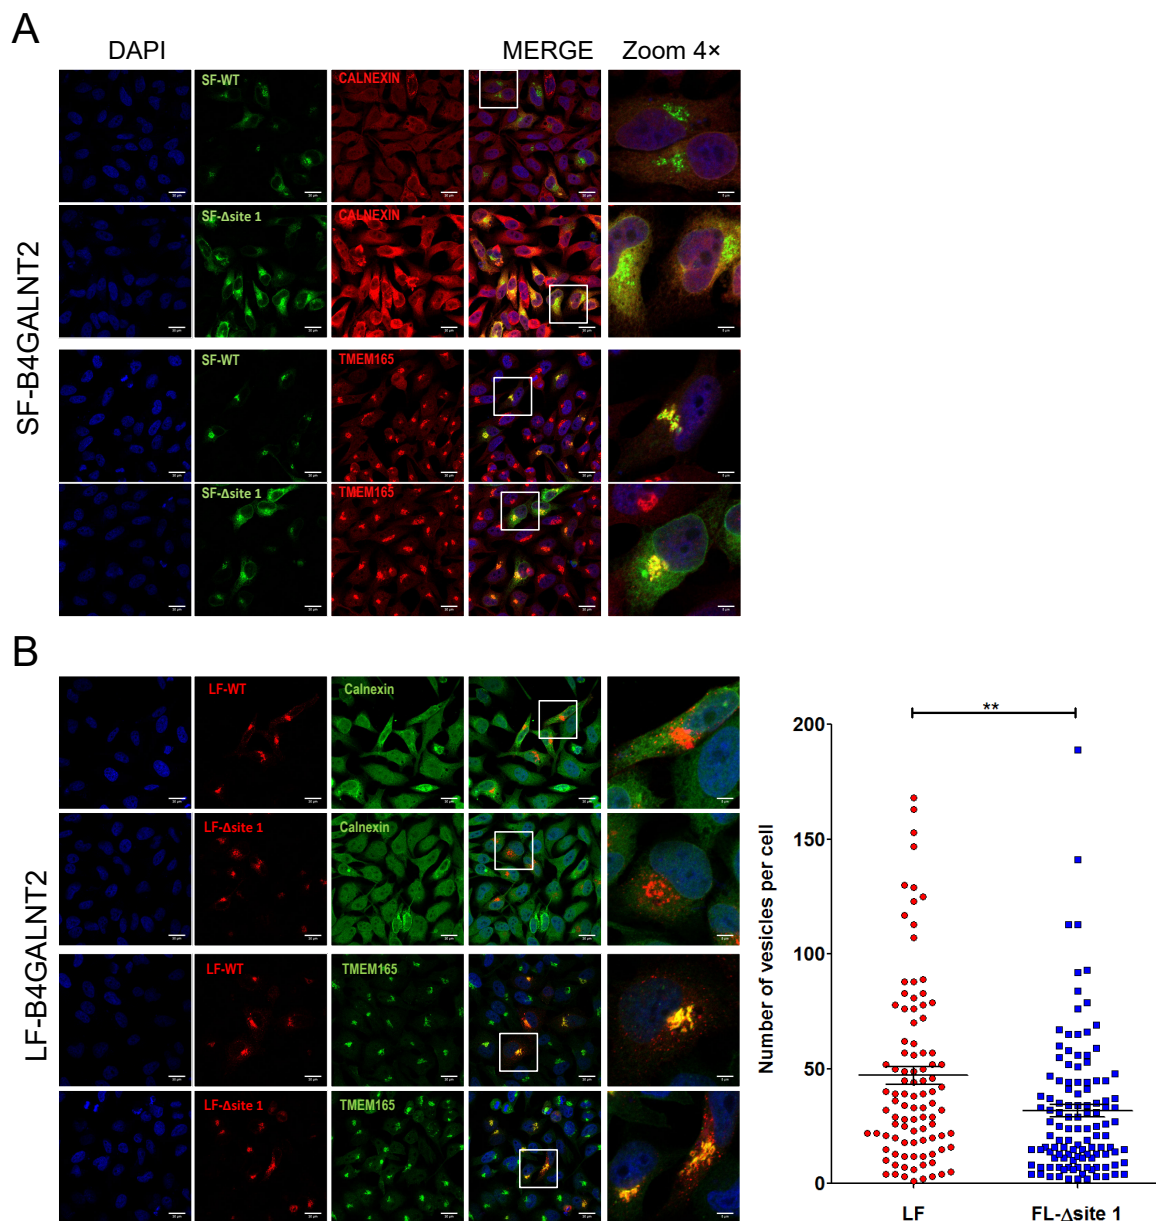 A
DAPI MERGE Zoom 4×
SF-B4GALNT2
SF-WT CALNEXIN
SF-Δsite 1 CALNEXIN
SF-WT TMEM165
SF-Δsite 1 TMEM165
B
LF-B4GALNT2
LF-WT Calnexin
LF-Δsite 1 Calnexin
LF-WT TMEM165
LF-Δsite 1 TMEM165
**
Number of vesicles per cell
200
150
100
50
0
LF FL-Δsite 1